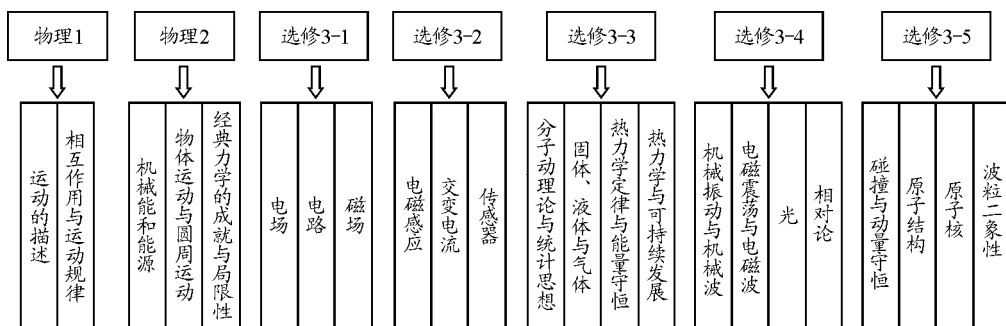 物理1
物理2
选修3-1
选修3-2
选修3-3
选修3-4
选修3-5
运动的描述
相互作用与运动规律
机械能和能源
物体运动与圆周运动
经典力学的成就与局限性
电场
电路
磁场
电磁感应
交变电流
传感器
分子动理论与统计思想
固体、液体与气体
热力学定律与能量守恒
热力学与可持续发展
机械振动与机械波
电磁震荡与电磁波
光
相对论
碰撞与动量守恒
原子结构
原子核
波粒二象性